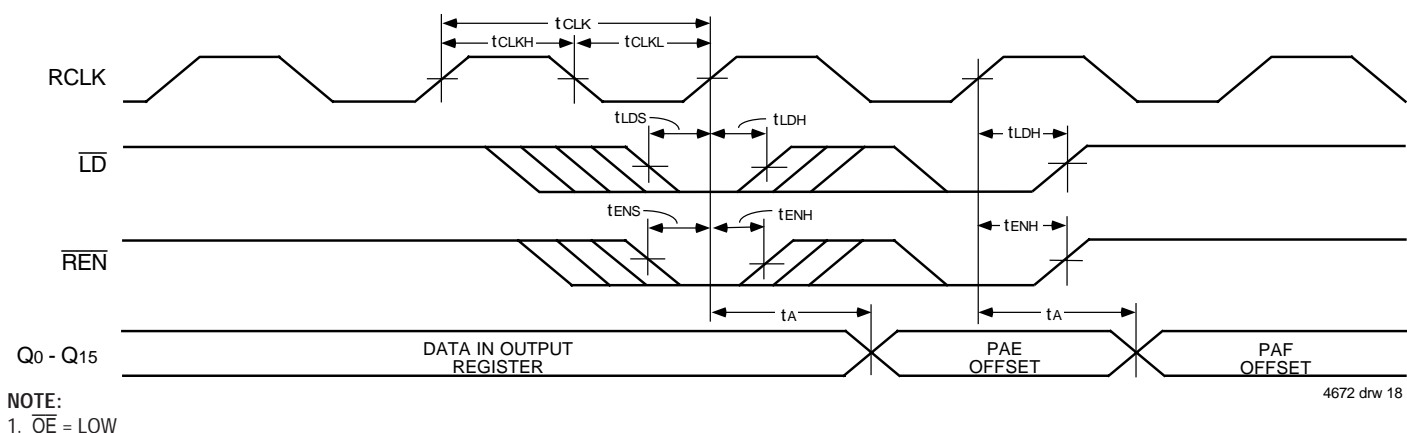 tCLK
tCLKH
tCLKL
RCLK
tLDS
tLDH
tLDH
LD
tENS
tENH
tENH
REN
tA
tA
Q0 - Q15
DATA IN OUTPUT
REGISTER
PAE
OFFSET
PAF
OFFSET
4672 drw 18
NOTE:
1. OE = LOW